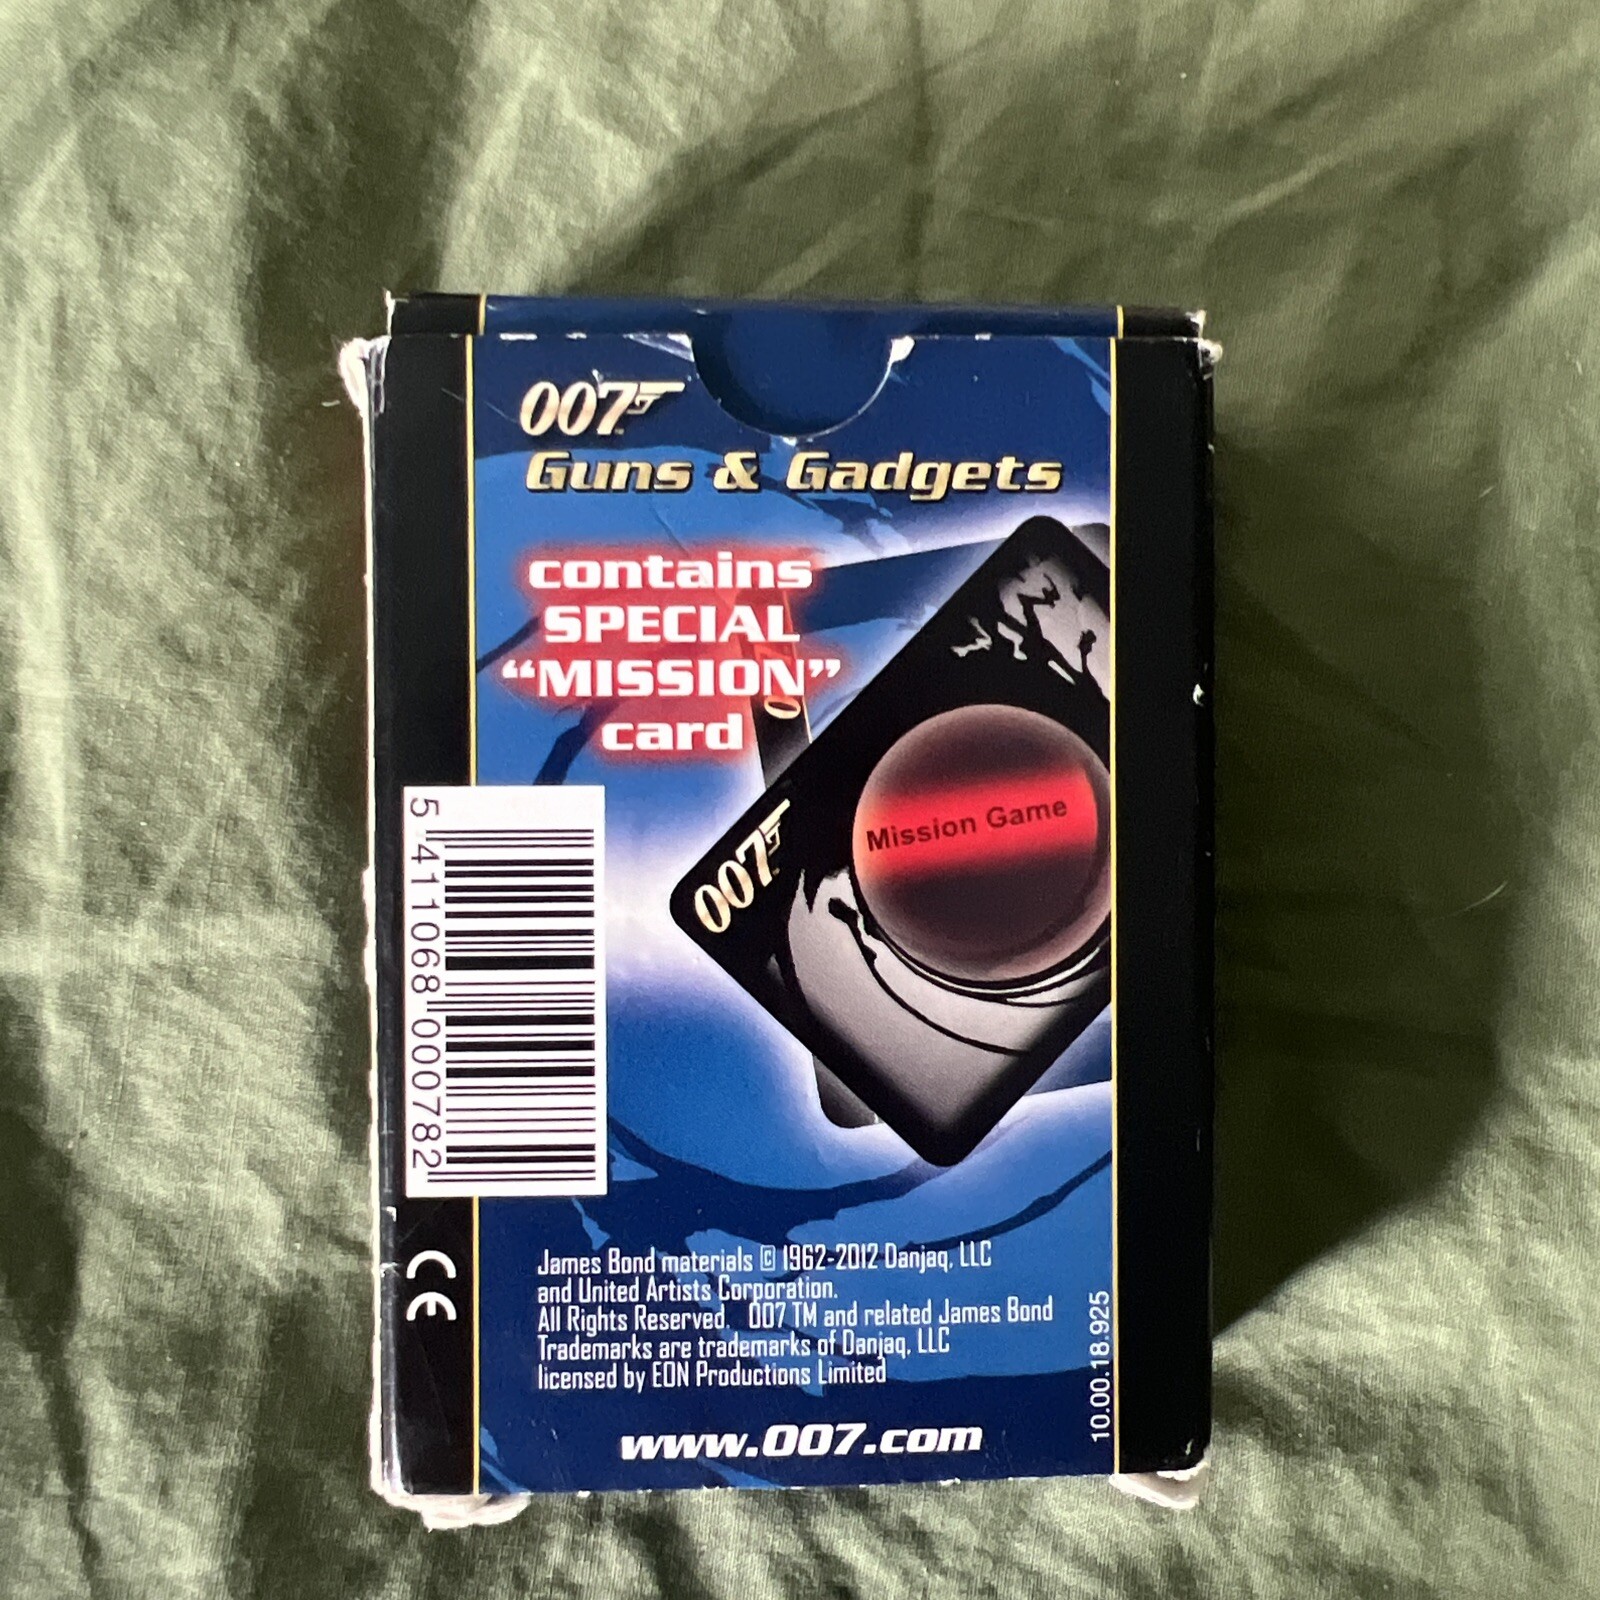 007
Guns & Gadgets
contains
SPECIAL
“MISSION”
card
Mission Game
007
5 411068 000782
CE
James Bond materials © 1962-2012 Danjaq, LLC
and United Artists Corporation.
All Rights Reserved. 007 TM and related James Bond
Trademarks are trademarks of Danjaq, LLC
licensed by EON Productions Limited
10.00.18.925
www.007.com